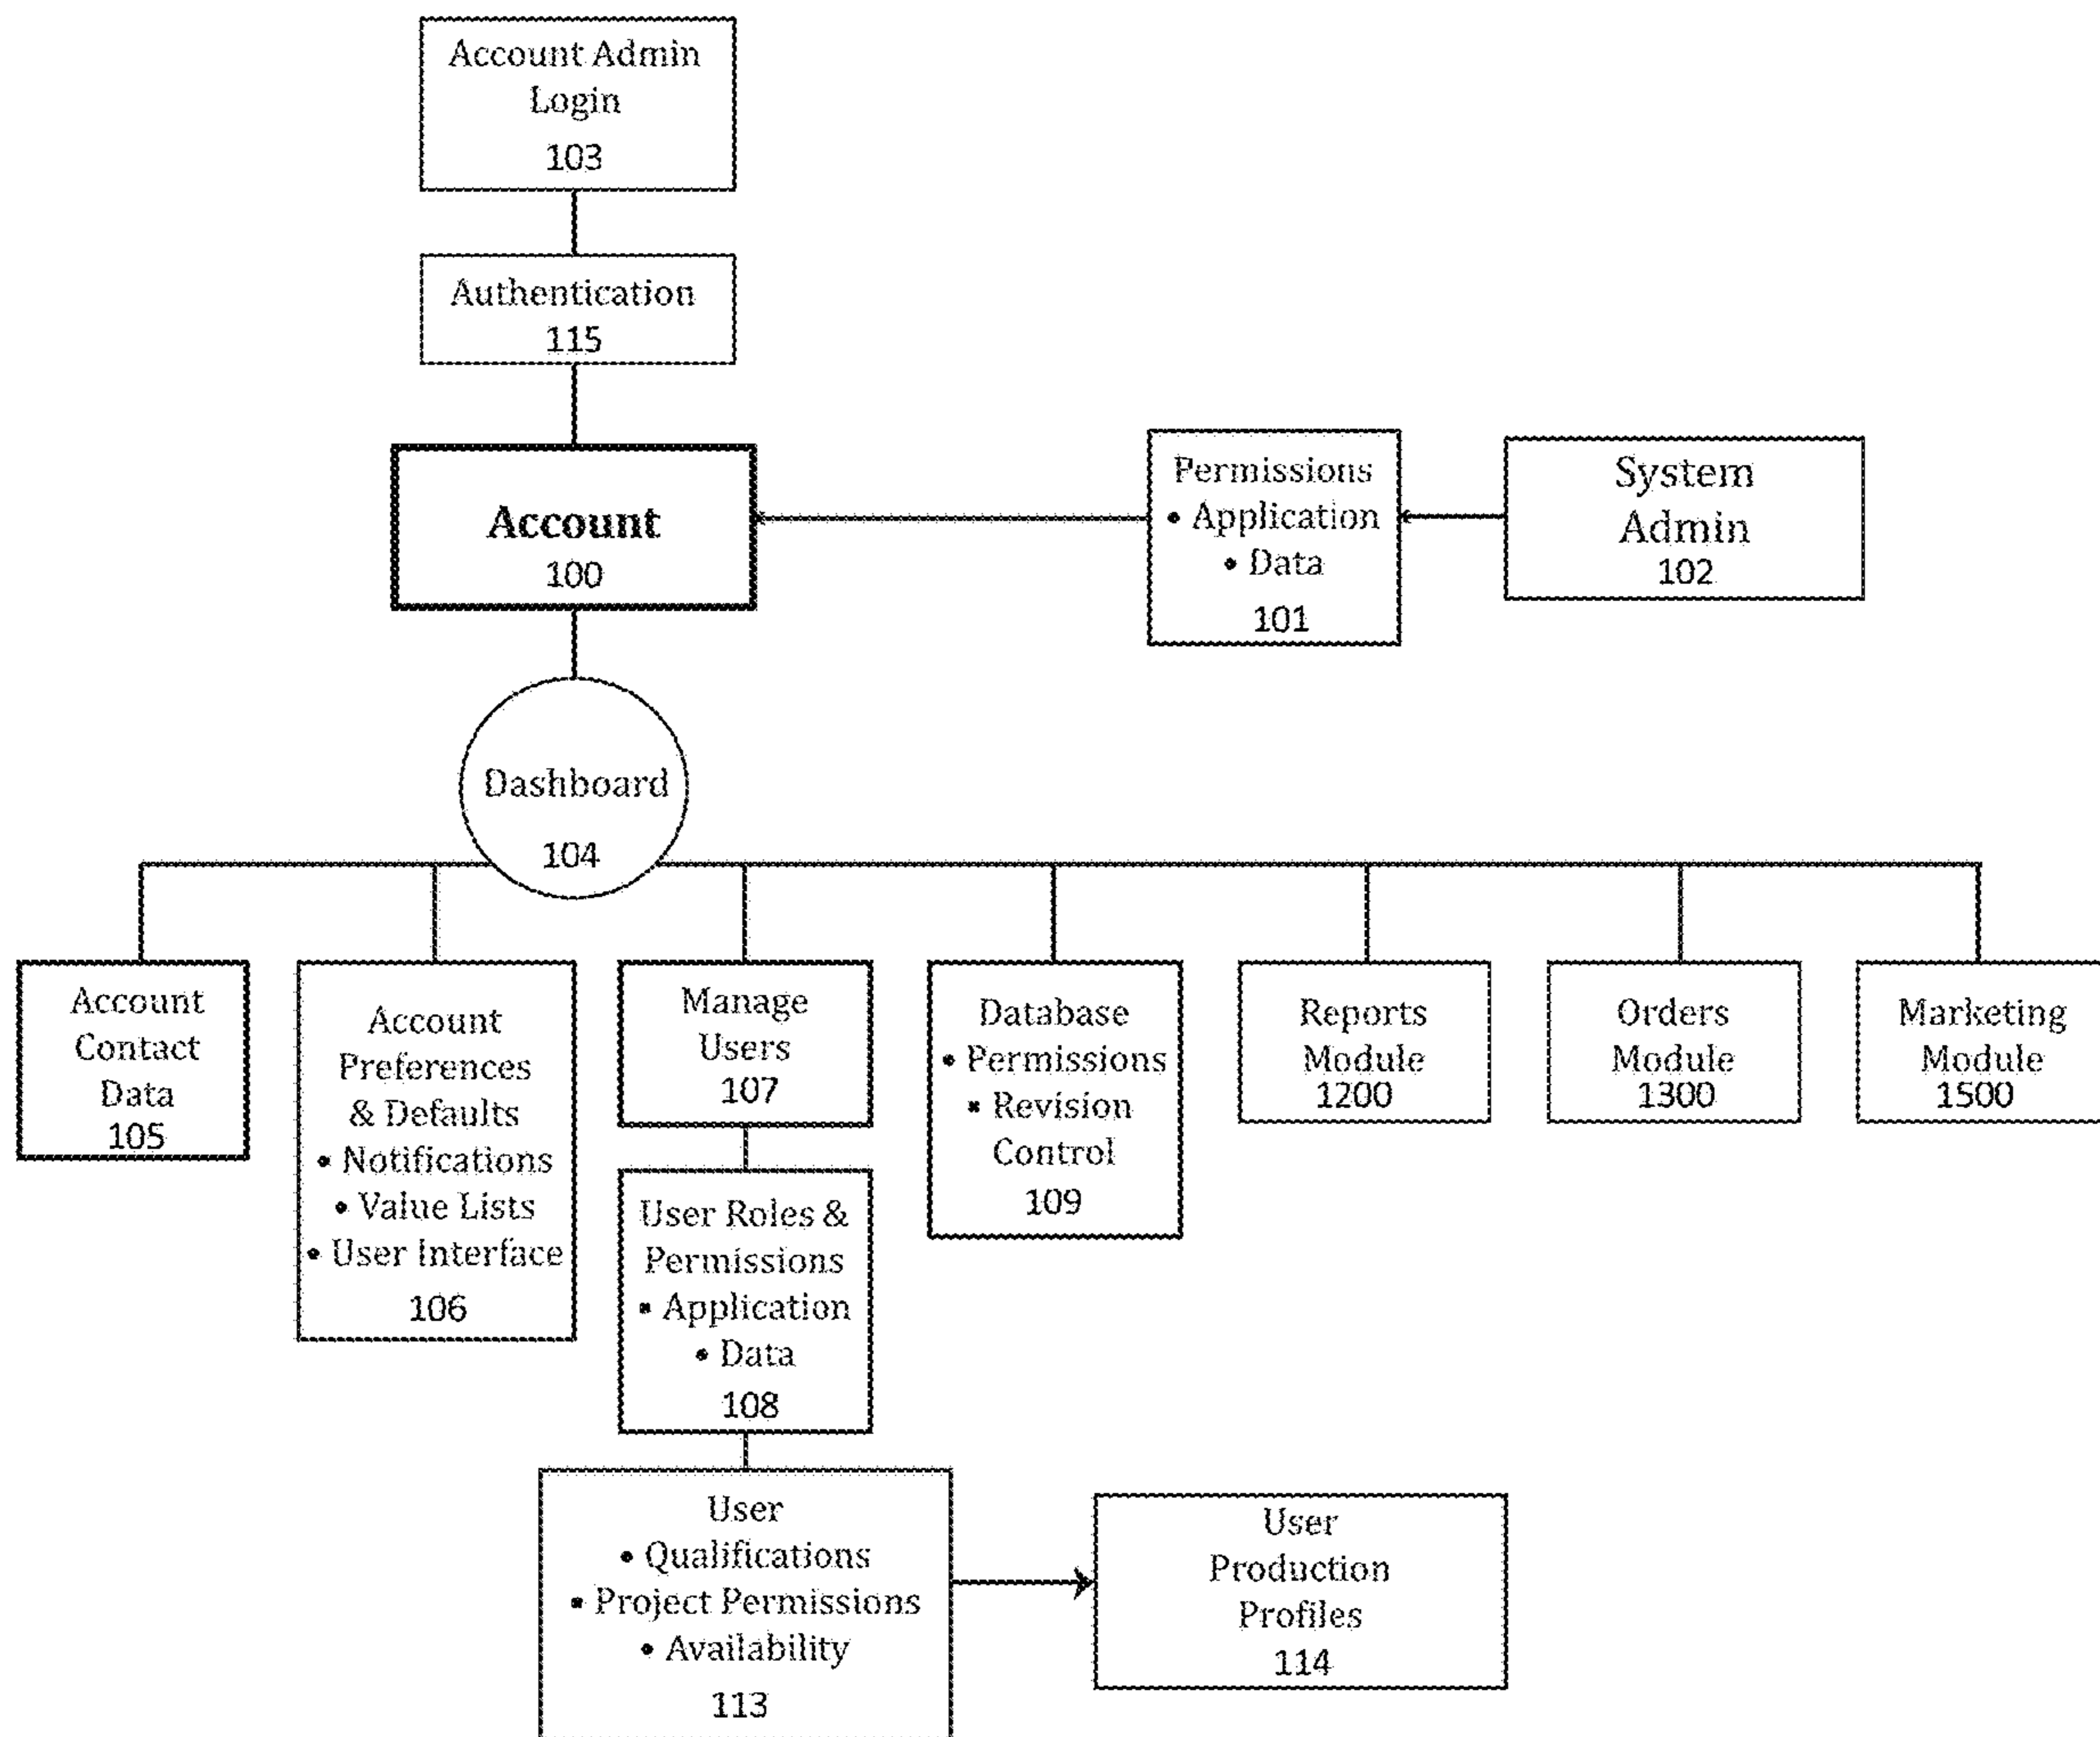 Account Admin
Login
103
Authentication
115
Account
100
Permissions
• Application
• Data
101
System
Admin
102
Dashboard
104
Account
Contact
Data
105
Account
Preferences
& Defaults
• Notifications
• Value Lists
• User Interface
106
Manage
Users
107
User Roles &
Permissions
• Application
• Data
108
Database
• Permissions
• Revision
Control
109
Reports
Module
1200
Orders
Module
1300
Marketing
Module
1500
User
• Qualifications
• Project Permissions
• Availability
113
User
Production
Profiles
114